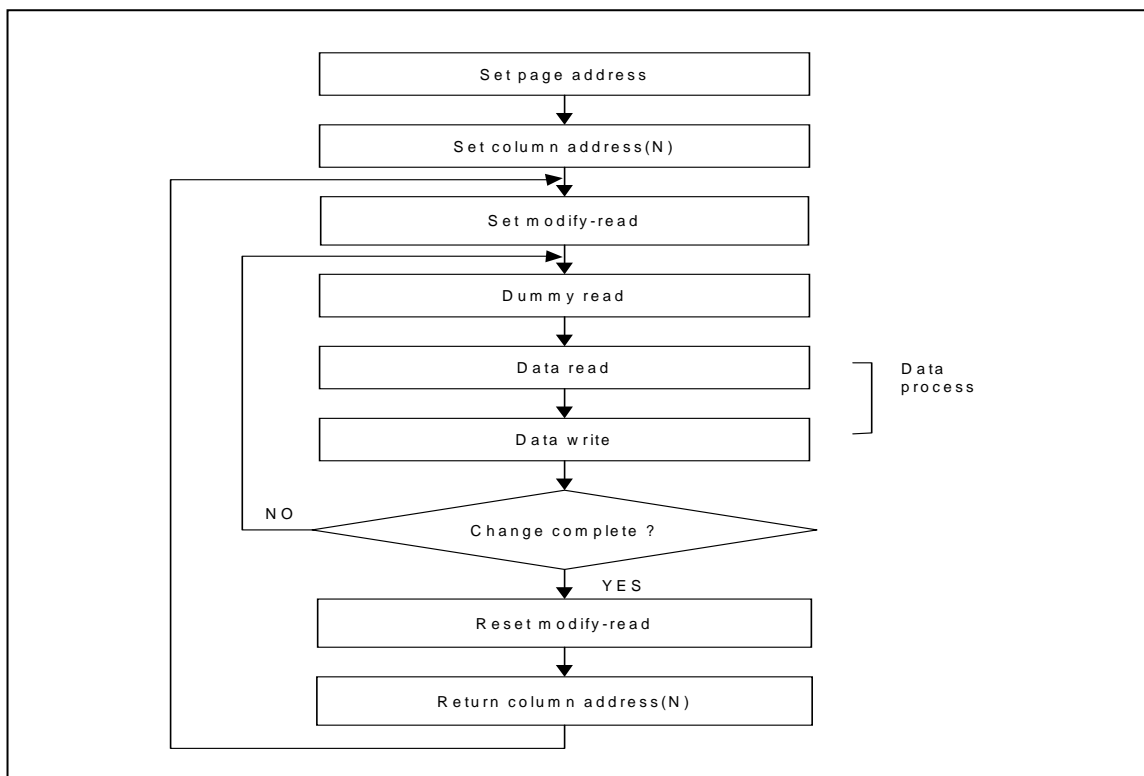 Set page address
Set column address(N)
Set modify-read
Dummy read
Data read
Data
process
Data write
NO
Change complete ?
YES
Reset modify-read
Return column address(N)